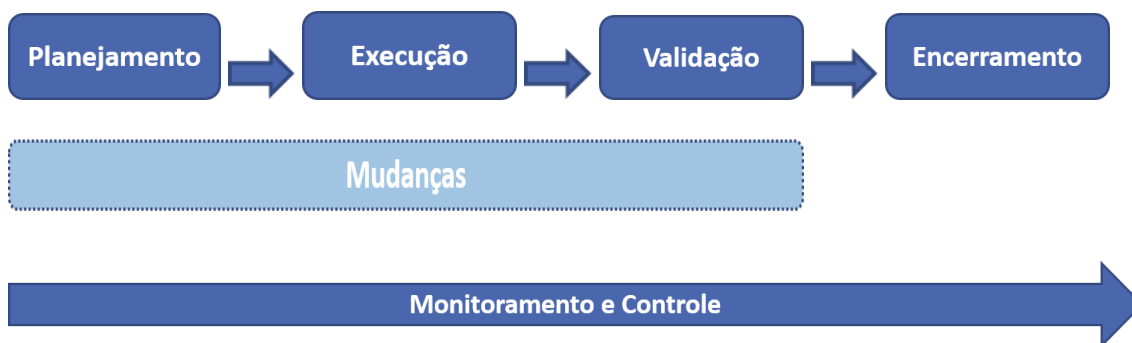 Planejamento
Execução
Validação
Encerramento
Mudanças
Monitoramento e Controle